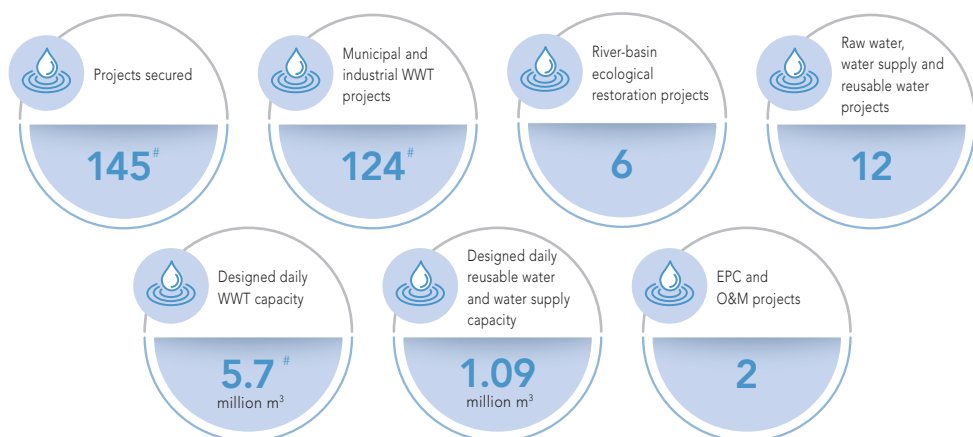 Projects secured
145#
Municipal and
industrial WWT
projects
124#
River-basin
ecological
restoration projects
6
Raw water,
water supply and
reusable water
projects
12
Designed daily
WWT capacity
5.7 #
million m³
Designed daily
reusable water
and water supply
capacity
1.09
million m³
EPC and
O&M projects
2